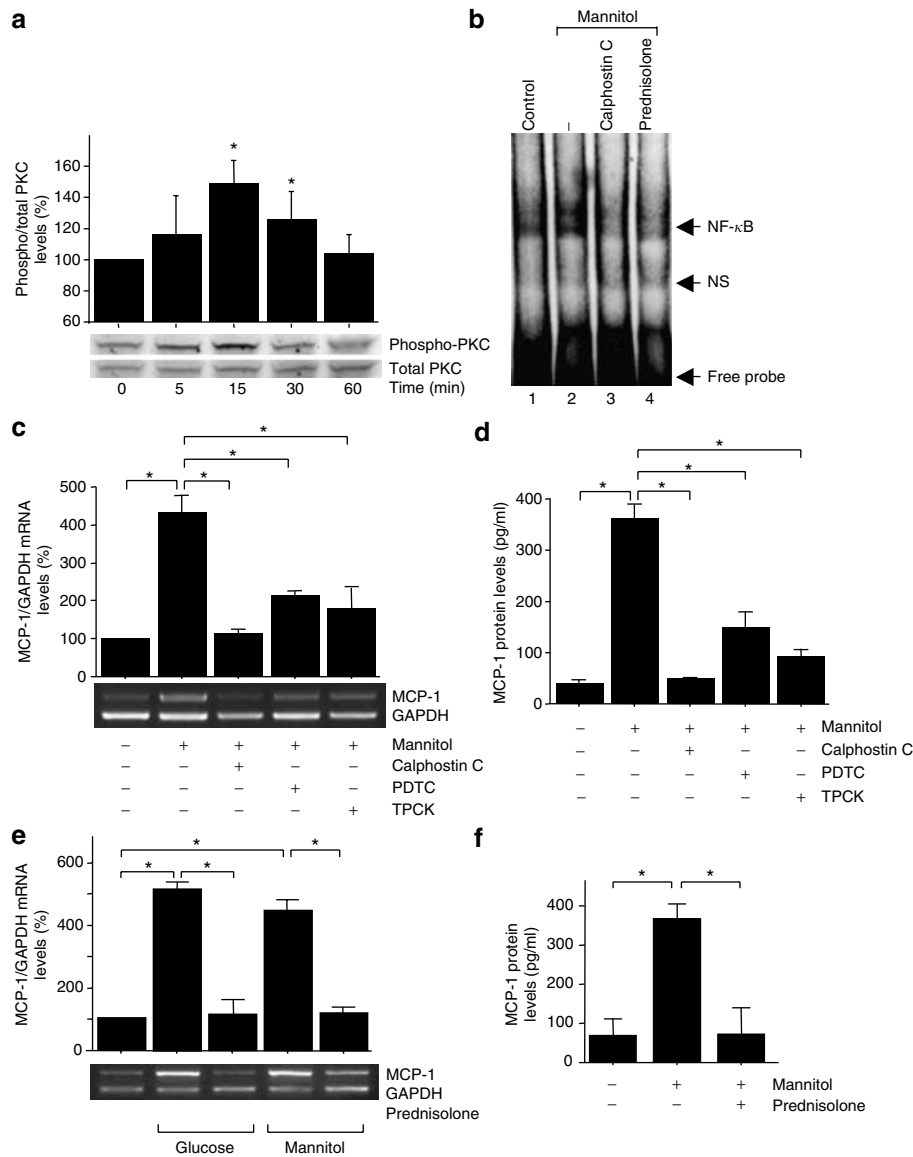 a
Phospho/total PKC
levels (%)
160
140
120
100
80
60
*
*
Phospho-PKC
Total PKC
0 5 15 30 60 Time (min)
b
Mannitol
Control
–
Calphostin C
Prednisolone
NF-κB
NS
Free probe
1 2 3 4
c
MCP-1/GAPDH mRNA
levels (%)
500
400
300
200
100
0
*
*
* *
MCP-1
GAPDH
– + + + + Mannitol
– – + – – Calphostin C
– – – + – PDTC
– – – – + TPCK
d
MCP-1 protein levels (pg/ml)
400
300
200
100
0
*
*
* *
– + + + + Mannitol
– – + – – Calphostin C
– – – + – PDTC
– – – – + TPCK
e
MCP-1/GAPDH mRNA
levels (%)
600
400
200
100
0
* *
* *
MCP-1
GAPDH
Prednisolone
Glucose Mannitol
f
MCP-1 protein
levels (pg/ml)
400
300
200
100
0
* *
– + + Mannitol
– – + Prednisolone